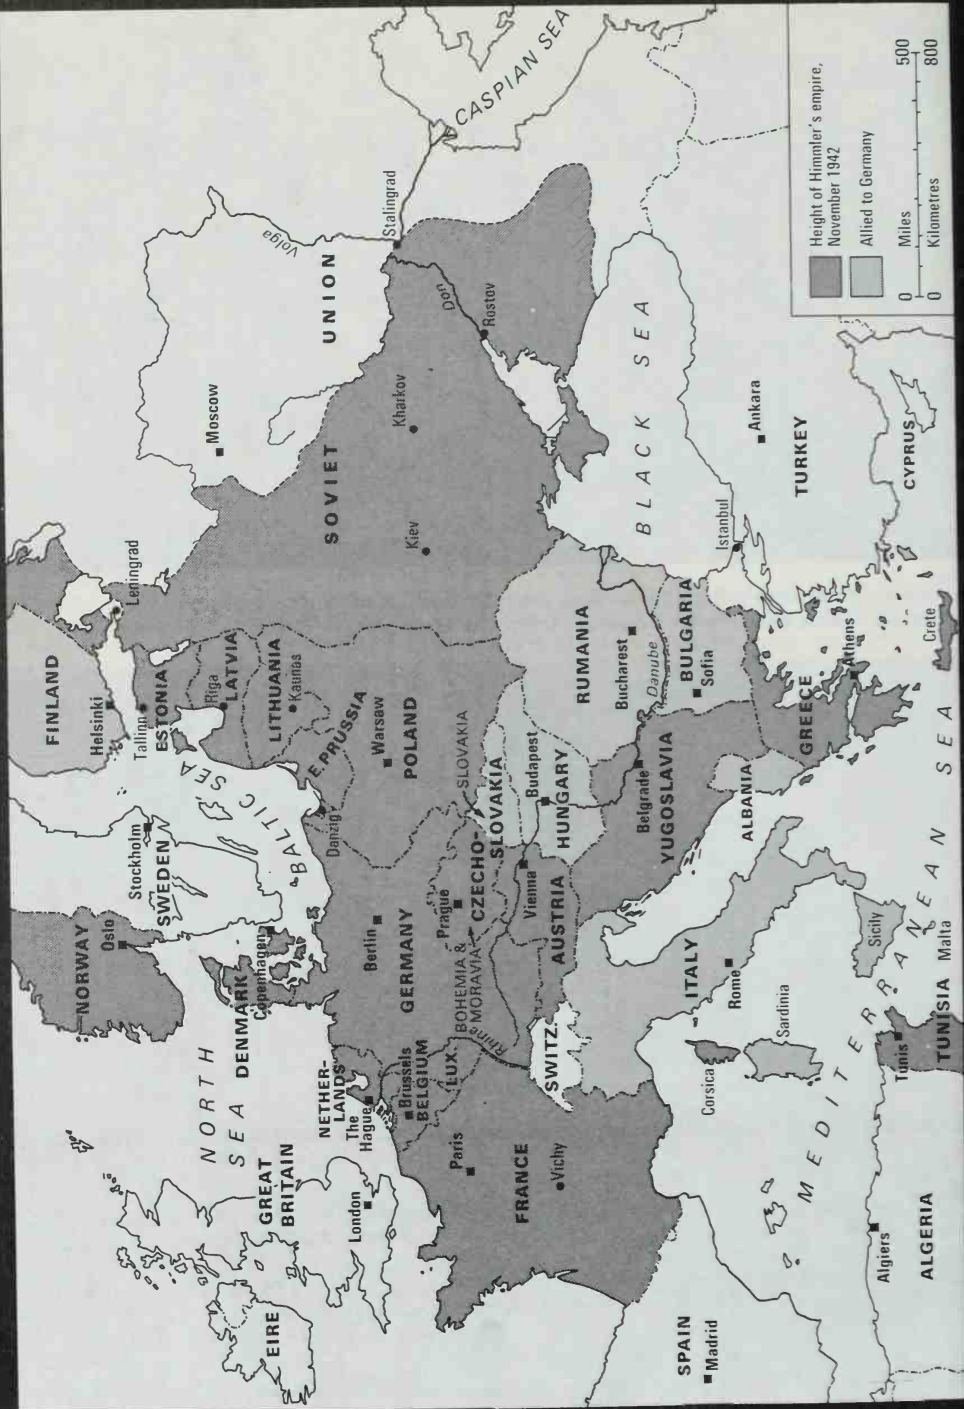 CASPIAN SEA
Stalingrad
Volga
UNION
Don
Rostov
Moscow
Kharkov
SOVIET
Kiev
Leningrad
BLACK SEA
Ankara
TURKEY
CYPRUS
Istanbul
FINLAND
Helsinki
Tallinn
ESTONIA
Riga
LATVIA
LITHUANIA
Kaunas
E. PRUSSIA
Warsaw
POLAND
Danzig
BALTIC SEA
Stockholm
SWEDEN
NORWAY
Oslo
DENMARK
Copenhagen
NORTH
SEA
GREAT
BRITAIN
London
EIRE
NETHER-
LANDS
The
Hague
Brussels
BELGIUM
LUX.
Rhine
Berlin
GERMANY
Prague
BOHEMIA &
MORAVIA
CZECHO-
SLOVAKIA
SLOVAKIA
Vienna
AUSTRIA
Budapest
HUNGARY
RUMANIA
Bucharest
Danube
BULGARIA
Sofia
Belgrade
YUGOSLAVIA
ALBANIA
GREECE
Athens
Crete
SWITZ.
Paris
FRANCE
Vichy
ITALY
Rome
Corsica
Sardinia
Sicily
Malta
MEDITERRANEAN SEA
Tunis
TUNISIA
Algiers
ALGERIA
SPAIN
Madrid
Height of Himmler's empire,
November 1942
Allied to Germany
0 Miles 500
0 Kilometres 800